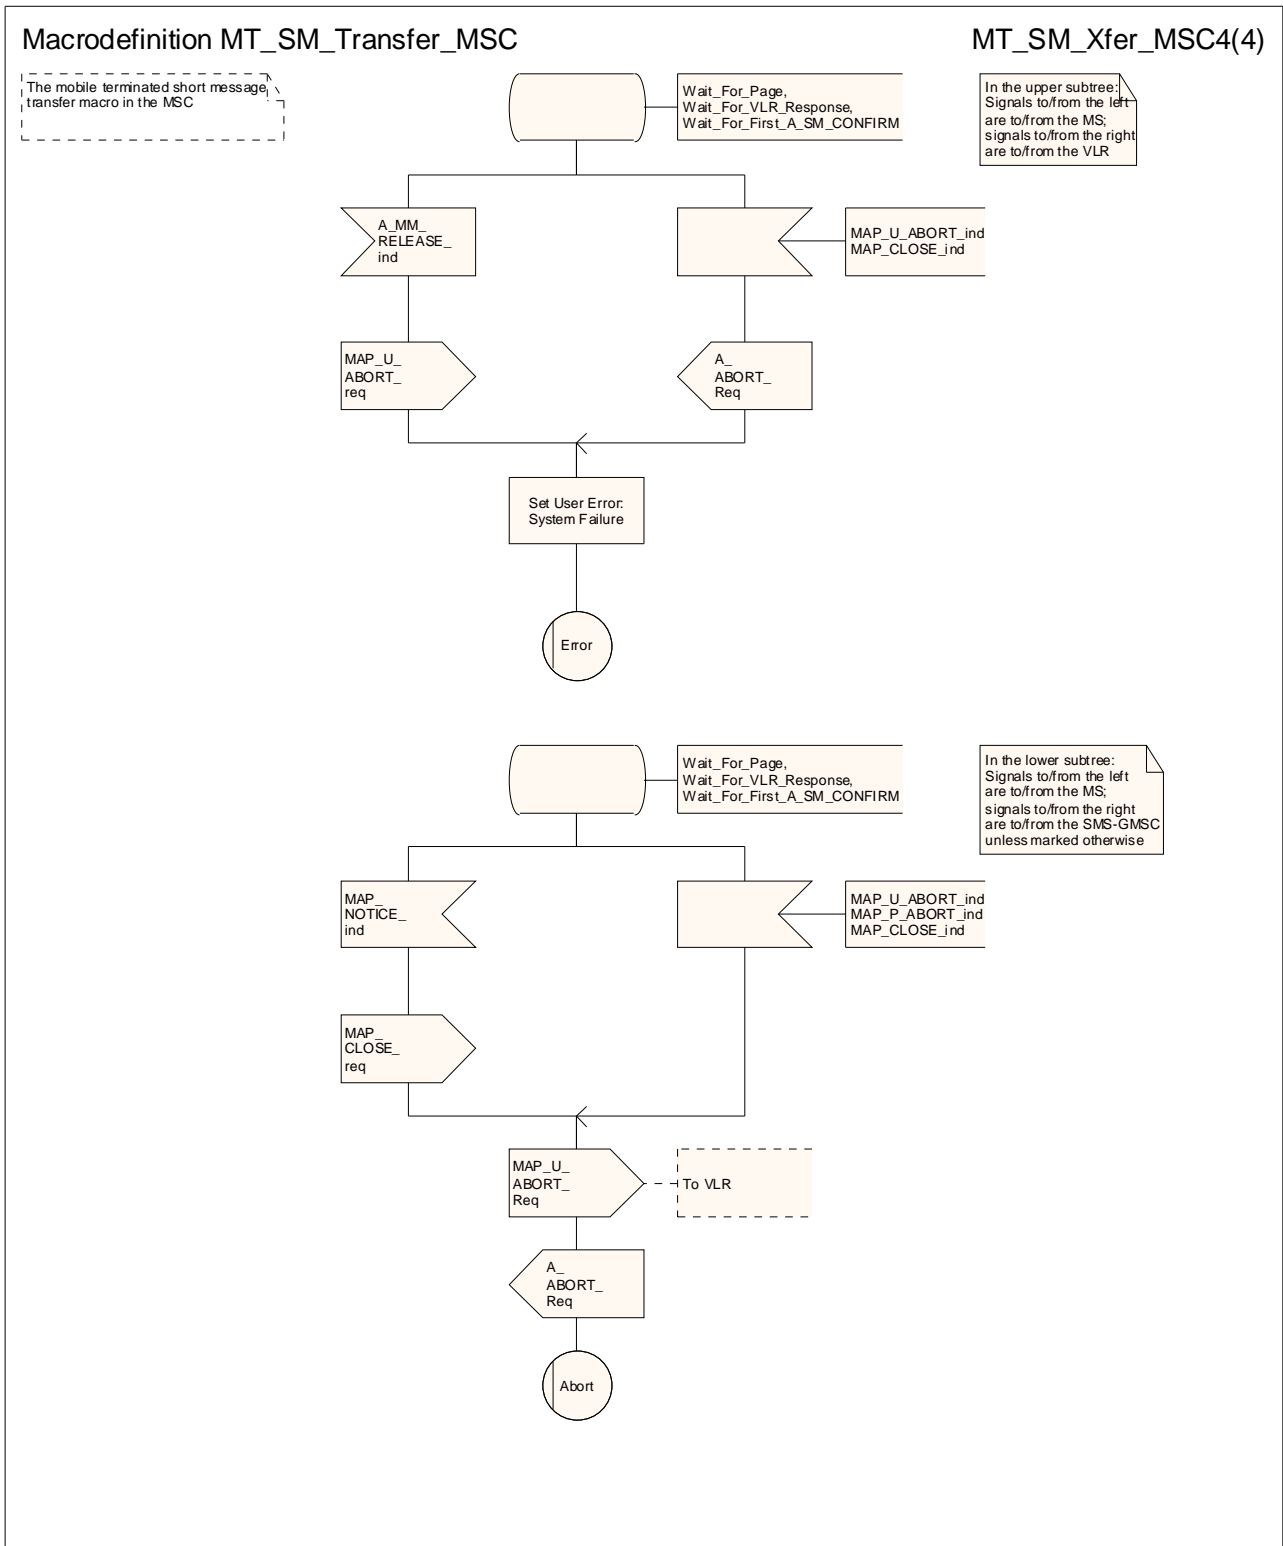 Macrodefinition MT_SM_Transfer_MSC
MT_SM_Xfer_MSC4(4)
The mobile terminated short message
transfer macro in the MSC
Wait_For_Page,
Wait_For_VLR_Response,
Wait_For_First_A_SM_CONFIRM
In the upper subtree:
Signals to/from the left
are to/from the MS;
signals to/from the right
are to/from the VLR
A_MM_
RELEASE_
ind
MAP_U_ABORT_ind
MAP_CLOSE_ind
MAP_U_
ABORT_
req
A_
ABORT_
Req
Set User Error:
System Failure
Error
Wait_For_Page,
Wait_For_VLR_Response,
Wait_For_First_A_SM_CONFIRM
In the lower subtree:
Signals to/from the left
are to/from the MS;
signals to/from the right
are to/from the SMS-GMSC
unless marked otherwise
MAP_
NOTICE_
ind
MAP_U_ABORT_ind
MAP_P_ABORT_ind
MAP_CLOSE_ind
MAP_
CLOSE_
req
MAP_U_
ABORT_
Req
To VLR
A_
ABORT_
Req
Abort